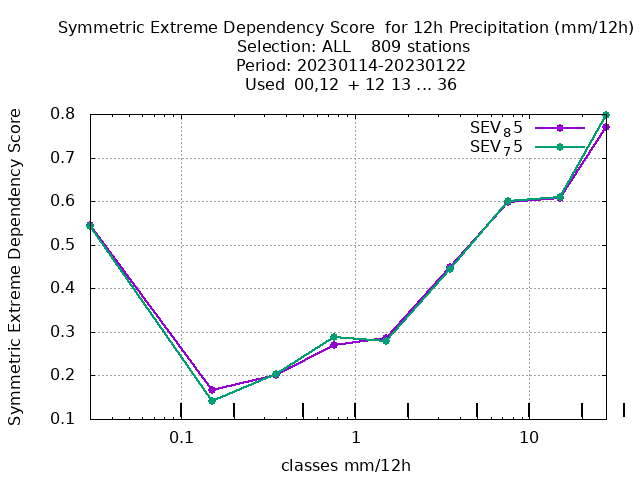 Symmetric Extreme Dependency Score  for 12h Precipitation (mm/12h)
Selection: ALL    809 stations
Period: 20230114-20230122
Used  00,12  + 12 13 ... 36
Symmetric Extreme Dependency Score
0.8
0.7
0.6
0.5
0.4
0.3
0.2
0.1
SEV₈5
SEV₇5
0.1
1
10
classes mm/12h